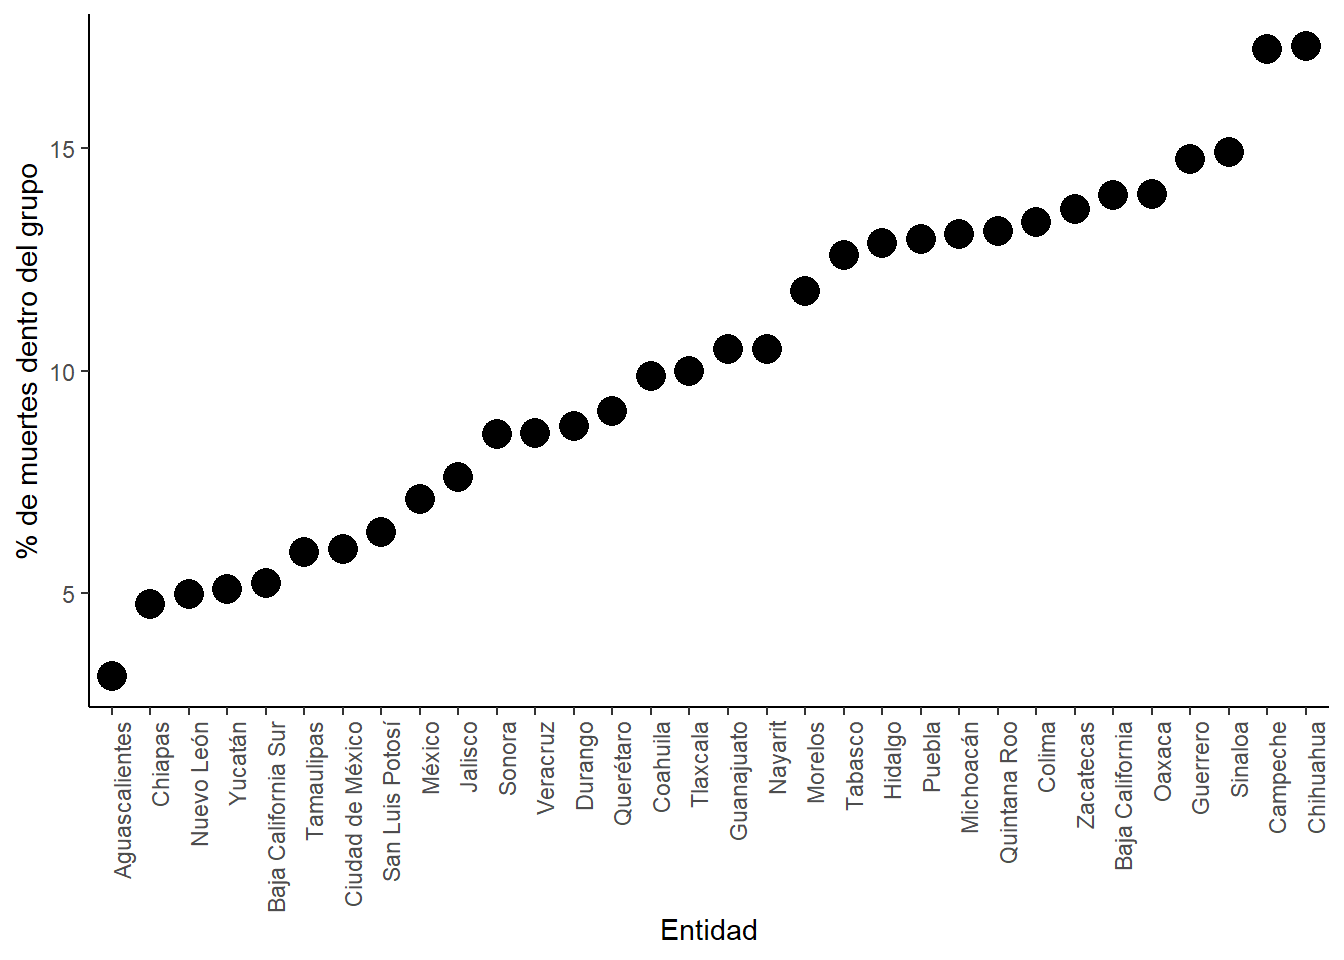 % de muertes dentro del grupo
15
10
5
Aguascalientes
Chiapas
Nuevo León
Yucatán
Baja California Sur
Tamaulipas
Ciudad de México
San Luis Potosí
México
Jalisco
Sonora
Veracruz
Durango
Querétaro
Coahuila
Tlaxcala
Guanajuato
Nayarit
Morelos
Tabasco
Hidalgo
Puebla
Michoacán
Quintana Roo
Colima
Zacatecas
Baja California
Oaxaca
Guerrero
Sinaloa
Campeche
Chihuahua
Entidad